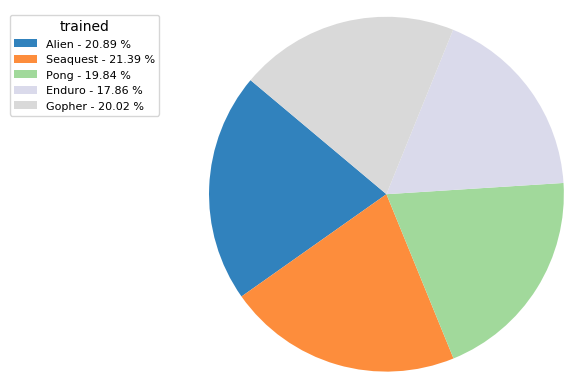 trained
Alien - 20.89 %
Seaquest - 21.39 %
Pong - 19.84 %
Enduro - 17.86 %
Gopher - 20.02 %